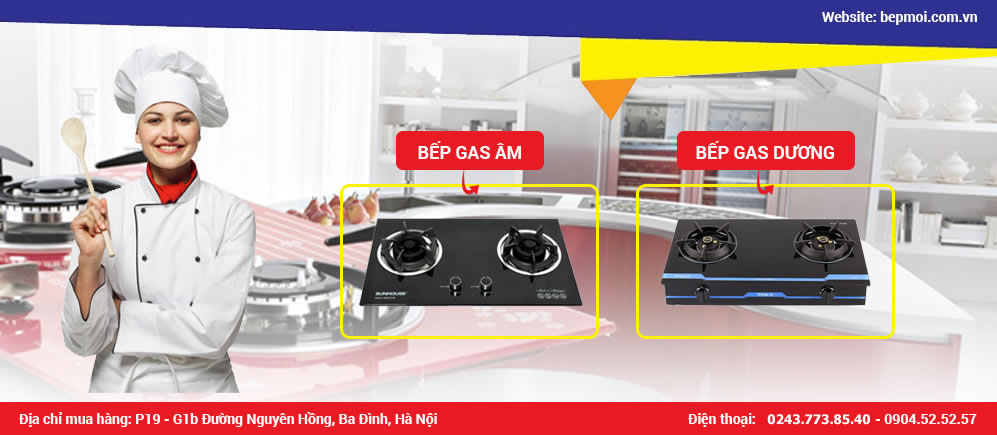 Website: bepmoi.com.vn
BẾP GAS ÂM
BẾP GAS DƯƠNG
SUNHOUSE
Địa chỉ mua hàng: P19 - G1b Đường Nguyên Hồng, Ba Đình, Hà Nội
Điện thoại: 0243.773.85.40 - 0904.52.52.57